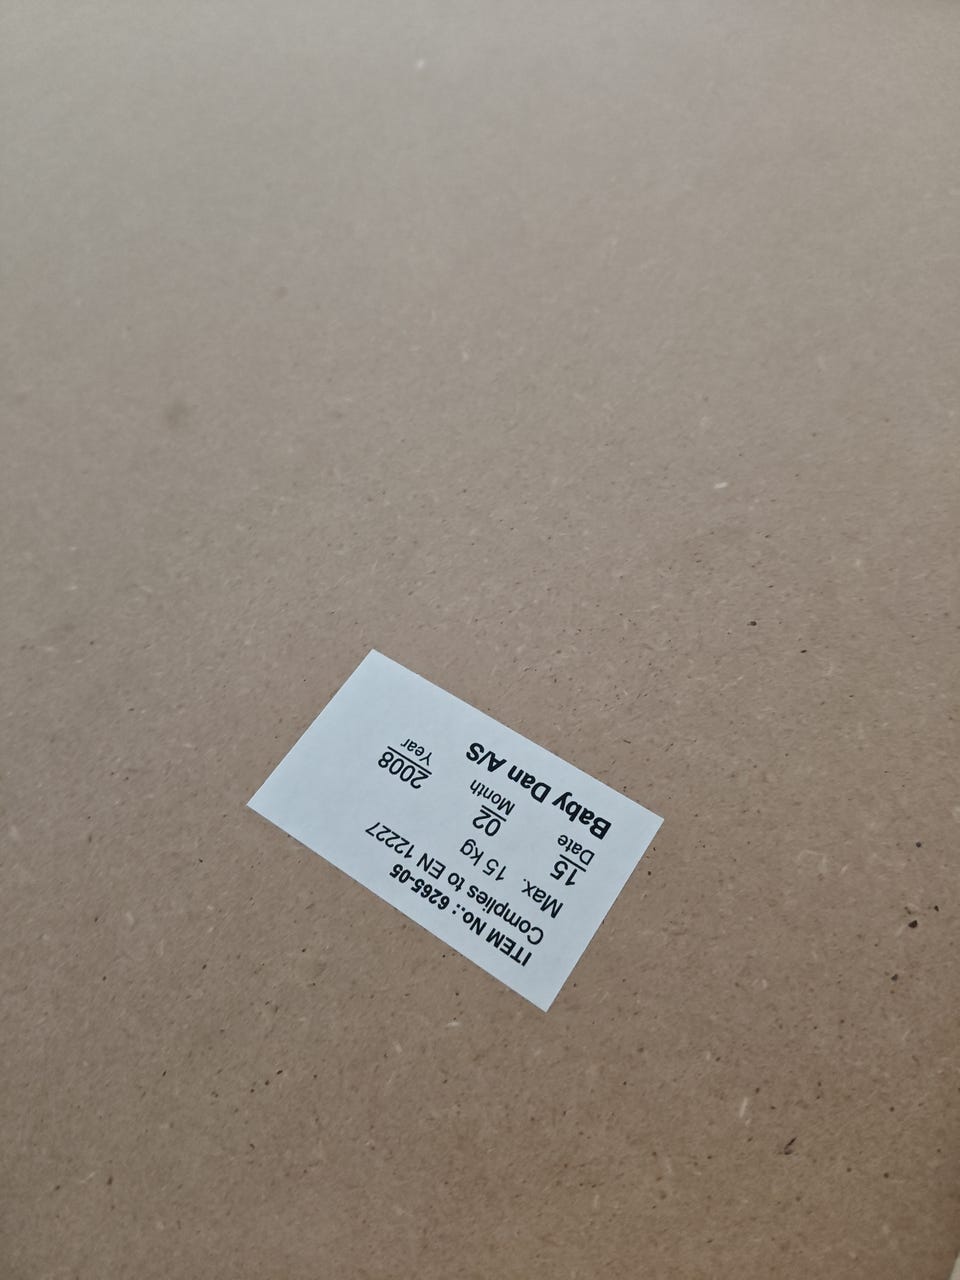 ITEM No.: 6265-05
Complies to EN 12227
Max. 15 kg
15 02 2008
Date Month Year
Baby Dan A/S